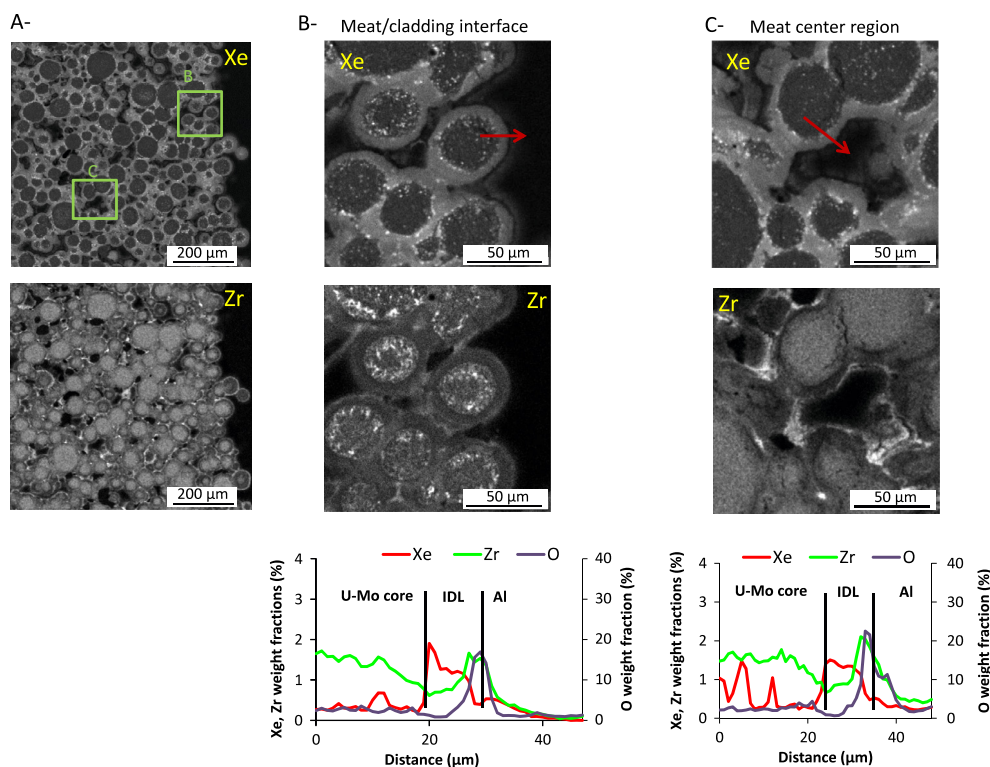 A-
B-
Meat/cladding interface
C-
Meat center region
Xe
B
C
200 µm
Xe
50 µm
Xe
50 µm
Zr
200 µm
Zr
50 µm
Zr
50 µm
Xe Zr O
Xe, Zr weight fractions (%)
4
3
2
1
0
U-Mo core IDL Al
40
30
20
10
0
O weight fraction (%)
0 20 40
Distance (µm)
Xe Zr O
Xe, Zr weight fractions (%)
4
3
2
1
0
U-Mo core IDL Al
40
30
20
10
0
O weight fraction (%)
0 20 40
Distance (µm)